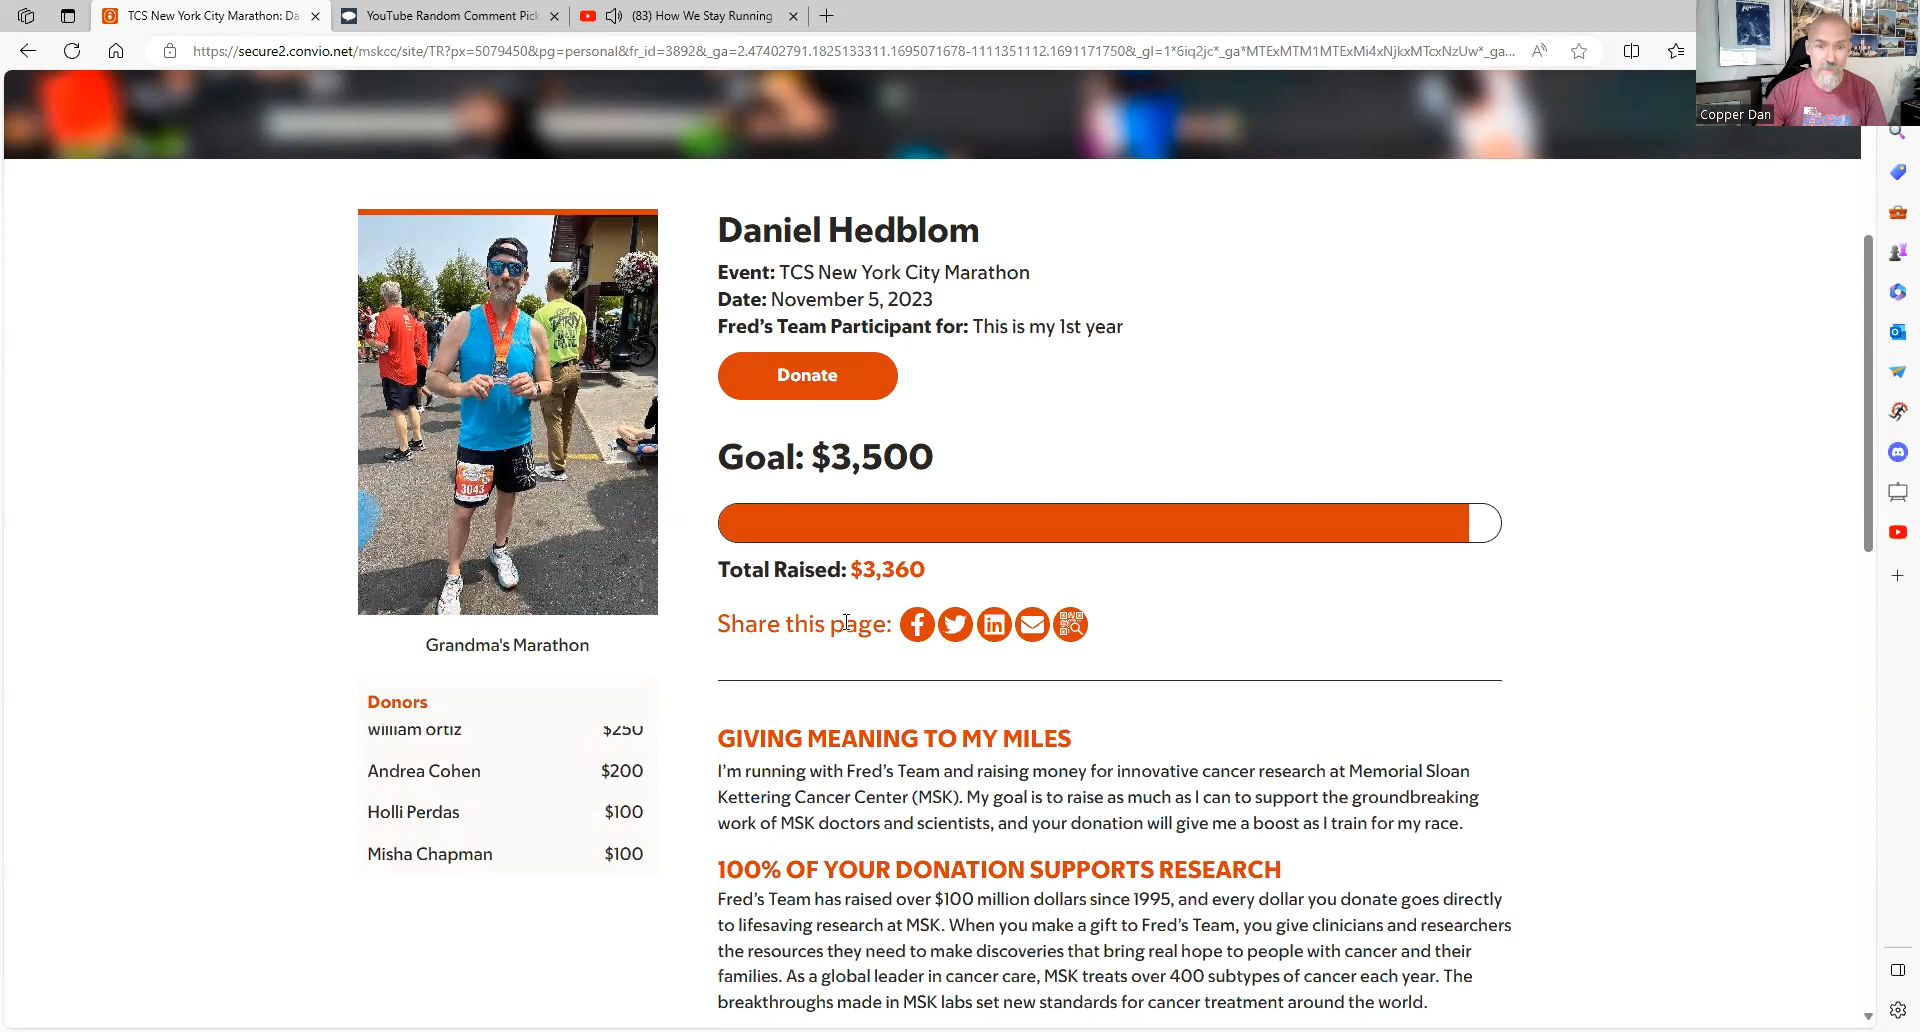 TCS New York City Marathon: Da
YouTube Random Comment Pick
(83) How We Stay Running
https://secure2.convio.net/mskcc/site/TR?px=5079450&pg=personal&fr_id=3892&_ga=2.47402791.1825133311.1695071678-1111351112.1691171750&_gl=1*6iq2jc*_ga*MTExMTM1MTExMi4xNjkxMTcxNzUw*_ga...
Copper Dan
Daniel Hedblom
Event: TCS New York City Marathon
Date: November 5, 2023
Fred's Team Participant for: This is my 1st year
Donate
Goal: $3,500
Total Raised: $3,360
Share this page:
3043
Grandma's Marathon
Donors
william ortiz $250
Andrea Cohen $200
Holli Perdas $100
Misha Chapman $100
GIVING MEANING TO MY MILES
I'm running with Fred's Team and raising money for innovative cancer research at Memorial Sloan
Kettering Cancer Center (MSK). My goal is to raise as much as I can to support the groundbreaking
work of MSK doctors and scientists, and your donation will give me a boost as I train for my race.
100% OF YOUR DONATION SUPPORTS RESEARCH
Fred's Team has raised over $100 million dollars since 1995, and every dollar you donate goes directly
to lifesaving research at MSK. When you make a gift to Fred's Team, you give clinicians and researchers
the resources they need to make discoveries that bring real hope to people with cancer and their
families. As a global leader in cancer care, MSK treats over 400 subtypes of cancer each year. The
breakthroughs made in MSK labs set new standards for cancer treatment around the world.